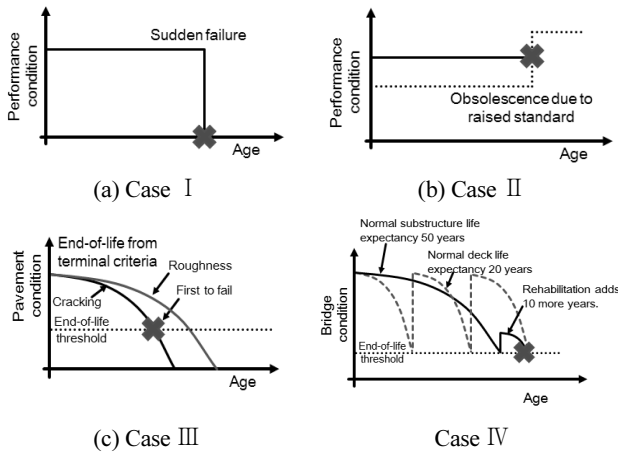 Performance
condition
Sudden failure
Age
(a) Case Ⅰ
Performance
condition
Obsolescence due to
raised standard
Age
(b) Case Ⅱ
Pavement
condition
End-of-life from
terminal criteria
Roughness
First to fail
Cracking
End-of-life
threshold
Age
(c) Case Ⅲ
Bridge
condition
Normal substructure life
expectancy 50 years
Normal deck life
expectancy 20 years
Rehabilitation adds
10 more years.
End-of-life
threshold
Age
Case Ⅳ